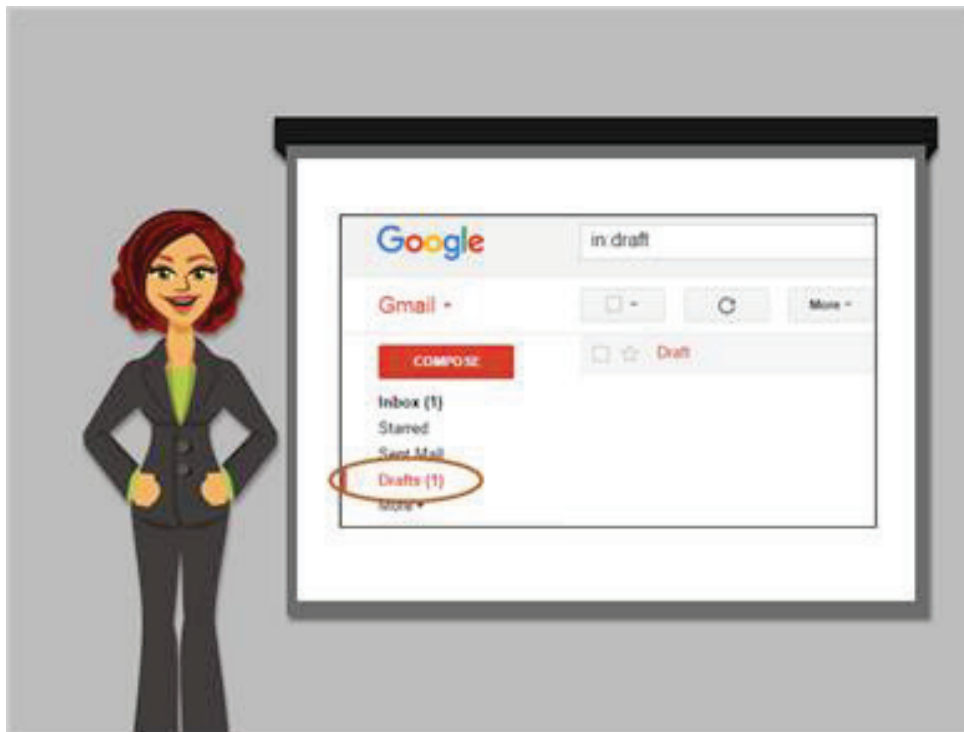 Google
in:draft
Gmail
More
COMPOSE
Draft
Inbox (1)
Starred
Sent Mail
Drafts (1)
More